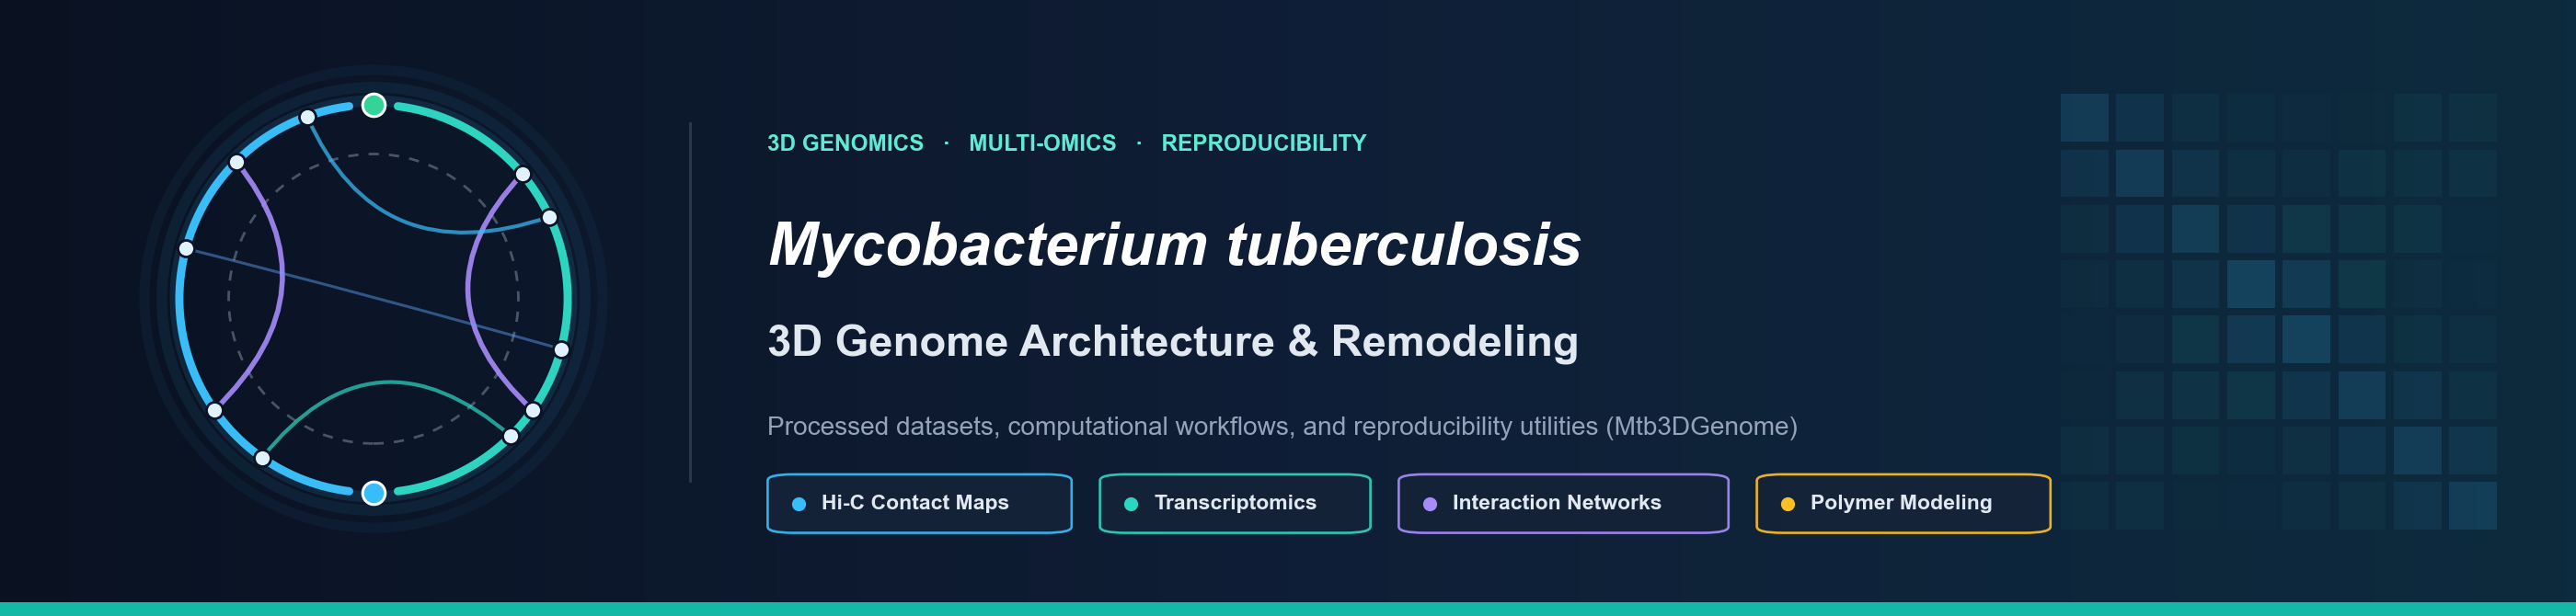 3D GENOMICS · MULTI-OMICS · REPRODUCIBILITY
Mycobacterium tuberculosis
3D Genome Architecture & Remodeling
Processed datasets, computational workflows, and reproducibility utilities (Mtb3DGenome)
Hi-C Contact Maps Transcriptomics Interaction Networks Polymer Modeling